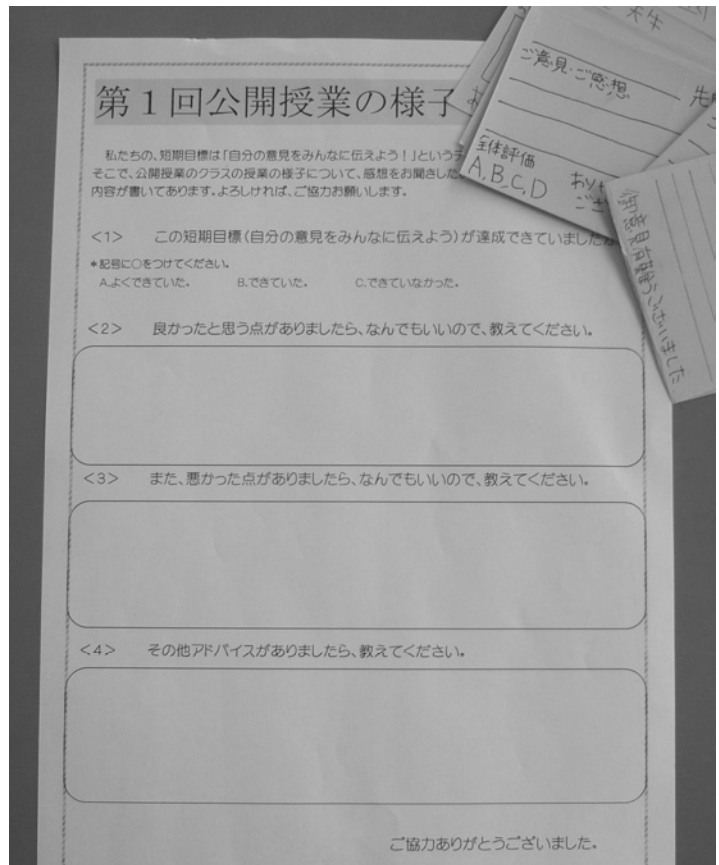 第1回公開授業の様子
私たちの、短期目標は「自分の意見をみんなに伝えよう！」という
そこで、公開授業のクラスの授業の様子について、感想をお聞きした
内容が書いてあります。よろしければ、ご協力お願いします。
<1> この短期目標(自分の意見をみんなに伝えよう)が達成できていました
*記号に○をつけてください。
A.よくできていた。 B.できていた。 C.できていなかった。
<2> 良かったと思う点がありましたら、なんでもいいので、教えてください。
<3> また、悪かった点がありましたら、なんでもいいので、教えてください。
<4> その他アドバイスがありましたら、教えてください。
ご協力ありがとうございました。
ご意見・ご感想
全体評価
A,B,C,D
御意見有難うございました